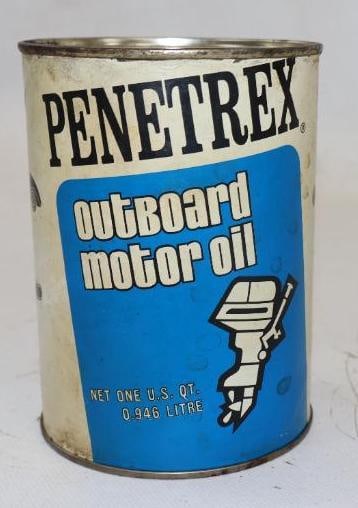 PENETREX®
outboard
motor oil
NET ONE U.S. QT.
0.946 LITRE